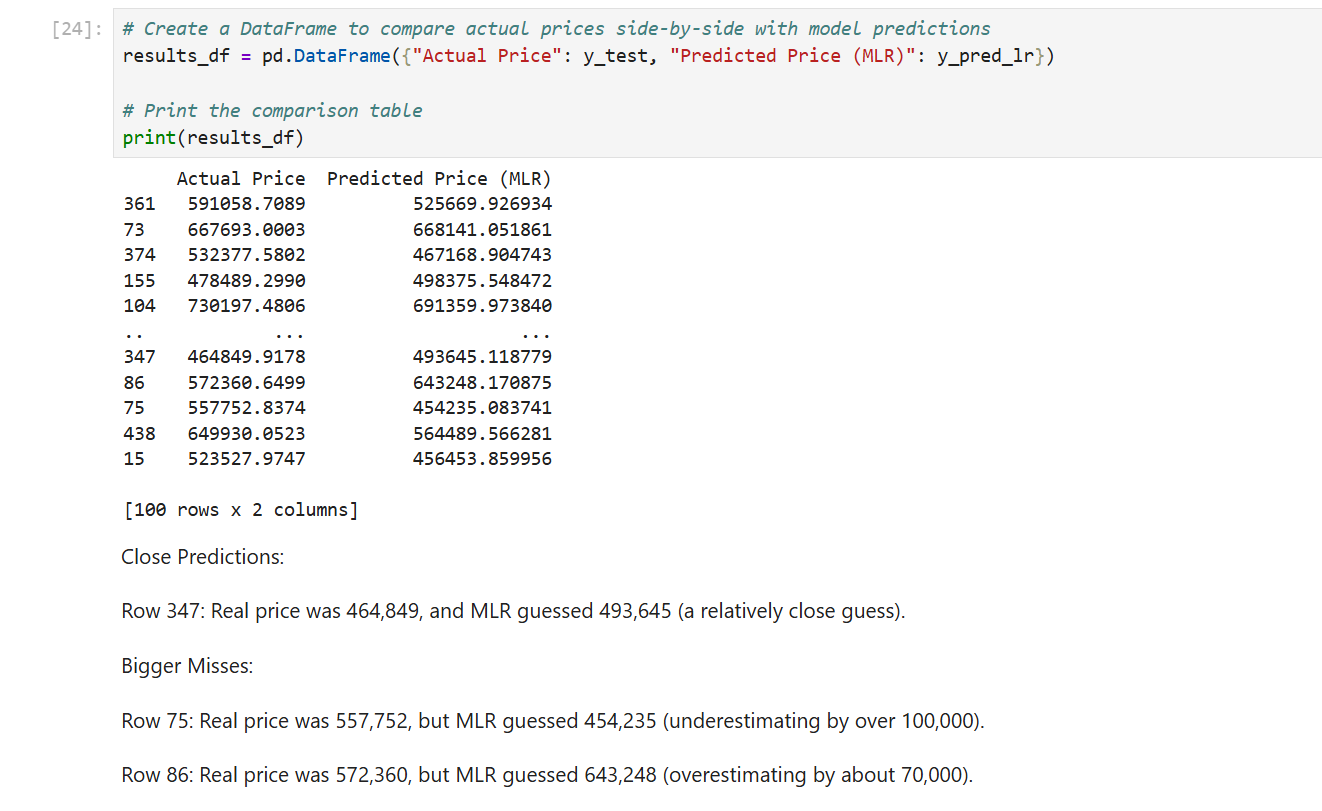 [24]: # Create a DataFrame to compare actual prices side-by-side with model predictions
results_df = pd.DataFrame({"Actual Price": y_test, "Predicted Price (MLR)": y_pred_lr})
# Print the comparison table
print(results_df)
Actual Price Predicted Price (MLR)
361 591058.7089 525669.926934
73 667693.0003 668141.051861
374 532377.5802 467168.904743
155 478489.2990 498375.548472
104 730197.4806 691359.973840
.. ... ...
347 464849.9178 493645.118779
86 572360.6499 643248.170875
75 557752.8374 454235.083741
438 649930.0523 564489.566281
15 523527.9747 456453.859956
[100 rows x 2 columns]
Close Predictions:
Row 347: Real price was 464,849, and MLR guessed 493,645 (a relatively close guess).
Bigger Misses:
Row 75: Real price was 557,752, but MLR guessed 454,235 (underestimating by over 100,000).
Row 86: Real price was 572,360, but MLR guessed 643,248 (overestimating by about 70,000).